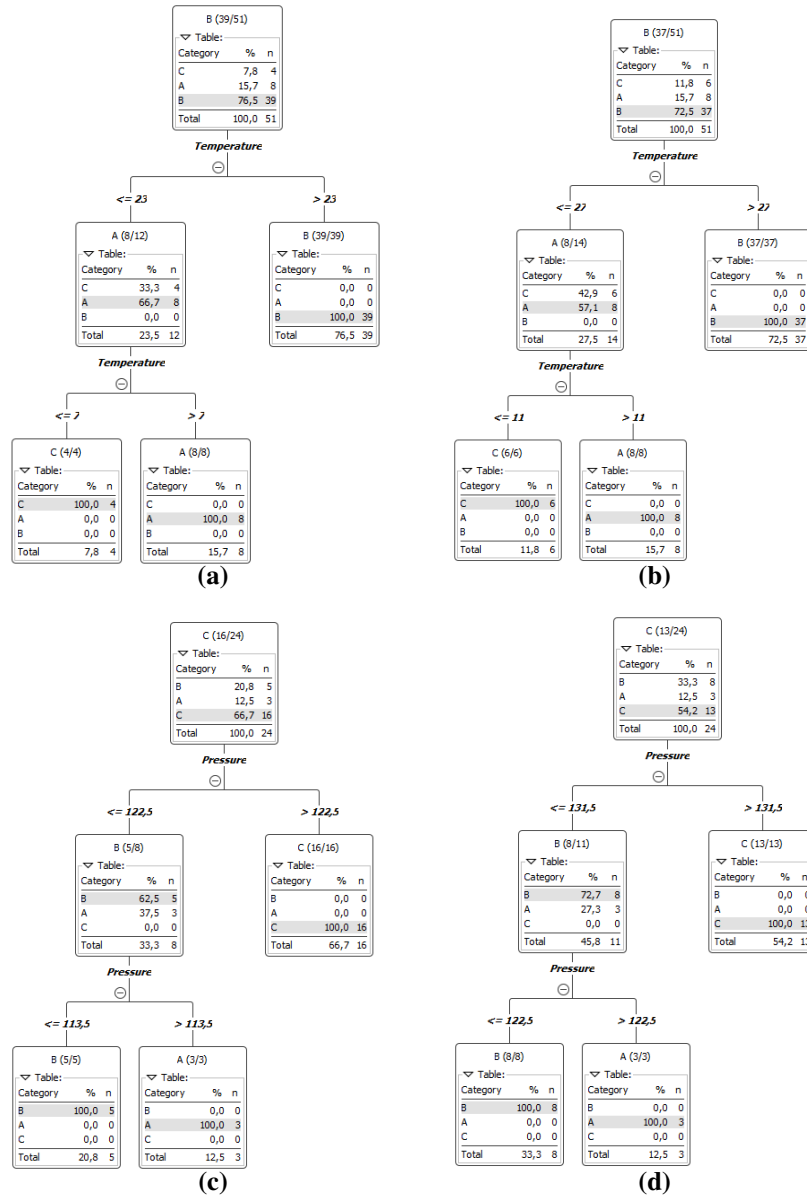 B (39/51)
Table:
Category % n
C 7,8 4
A 15,7 8
B 76,5 39
Total 100,0 51
Temperature
<= 23
> 23
A (8/12)
Table:
Category % n
C 33,3 4
A 66,7 8
B 0,0 0
Total 23,5 12
B (39/39)
Table:
Category % n
C 0,0 0
A 0,0 0
B 100,0 39
Total 76,5 39
Temperature
<= 7
> 7
C (4/4)
Table:
Category % n
C 100,0 4
A 0,0 0
B 0,0 0
Total 7,8 4
A (8/8)
Table:
Category % n
C 0,0 0
A 100,0 8
B 0,0 0
Total 15,7 8
(a)
B (37/51)
Table:
Category % n
C 11,8 6
A 15,7 8
B 72,5 37
Total 100,0 51
Temperature
<= 27
> 27
A (8/14)
Table:
Category % n
C 42,9 6
A 57,1 8
B 0,0 0
Total 27,5 14
B (37/37)
Table:
Category % n
C 0,0 0
A 0,0 0
B 100,0 37
Total 72,5 37
Temperature
<= 11
> 11
C (6/6)
Table:
Category % n
C 100,0 6
A 0,0 0
B 0,0 0
Total 11,8 6
A (8/8)
Table:
Category % n
C 0,0 0
A 100,0 8
B 0,0 0
Total 15,7 8
(b)
C (16/24)
Table:
Category % n
B 20,8 5
A 12,5 3
C 66,7 16
Total 100,0 24
Pressure
<= 122,5
> 122,5
B (5/8)
Table:
Category % n
B 62,5 5
A 37,5 3
C 0,0 0
Total 33,3 8
C (16/16)
Table:
Category % n
B 0,0 0
A 0,0 0
C 100,0 16
Total 66,7 16
Pressure
<= 113,5
> 113,5
B (5/5)
Table:
Category % n
B 100,0 5
A 0,0 0
C 0,0 0
Total 20,8 5
A (3/3)
Table:
Category % n
B 0,0 0
A 100,0 3
C 0,0 0
Total 12,5 3
(c)
C (13/24)
Table:
Category % n
B 33,3 8
A 12,5 3
C 54,2 13
Total 100,0 24
Pressure
<= 131,5
> 131,5
B (8/11)
Table:
Category % n
B 72,7 8
A 27,3 3
C 0,0 0
Total 45,8 11
C (13/13)
Table:
Category % n
B 0,0 0
A 0,0 0
C 100,0 13
Total 54,2 13
Pressure
<= 122,5
> 122,5
B (8/8)
Table:
Category % n
B 100,0 8
A 0,0 0
C 0,0 0
Total 33,3 8
A (3/3)
Table:
Category % n
B 0,0 0
A 100,0 3
C 0,0 0
Total 12,5 3
(d)